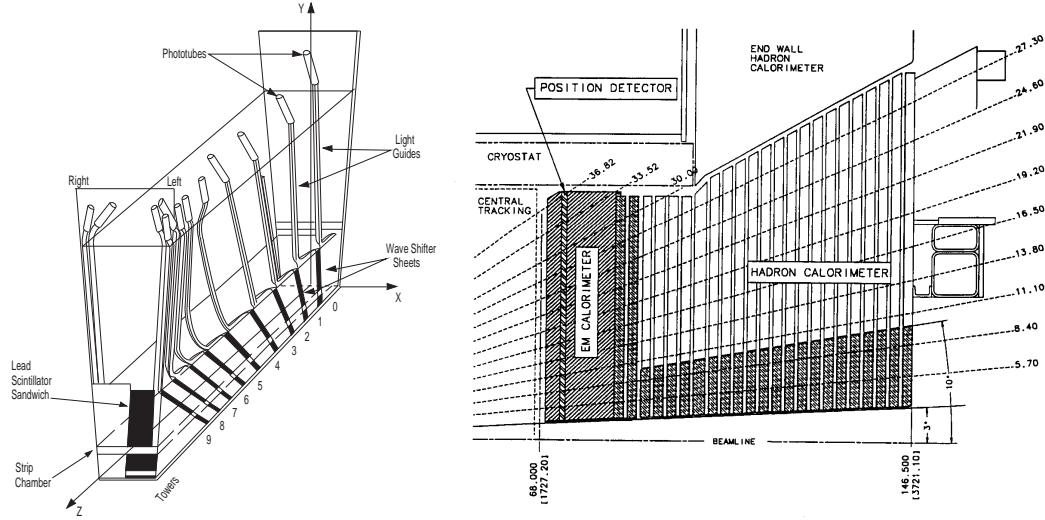 Y
Phototubes
Light
Guides
Right
Left
Wave Shifter
Sheets
X
0
1
2
3
4
5
6
7
8
9
Lead
Scintillator
Sandwich
Strip
Chamber
Towers
Z
END WALL
HADRON
CALORIMETER
POSITION DETECTOR
CRYOSTAT
CENTRAL
TRACKING
EM CALORIMETER
HADRON CALORIMETER
36.82
33.52
30.00
27.30
24.60
21.90
19.20
16.50
13.80
11.10
8.40
5.70
10°
3°
BEAMLINE
68.000
[1727.20]
146.500
[3721.10]